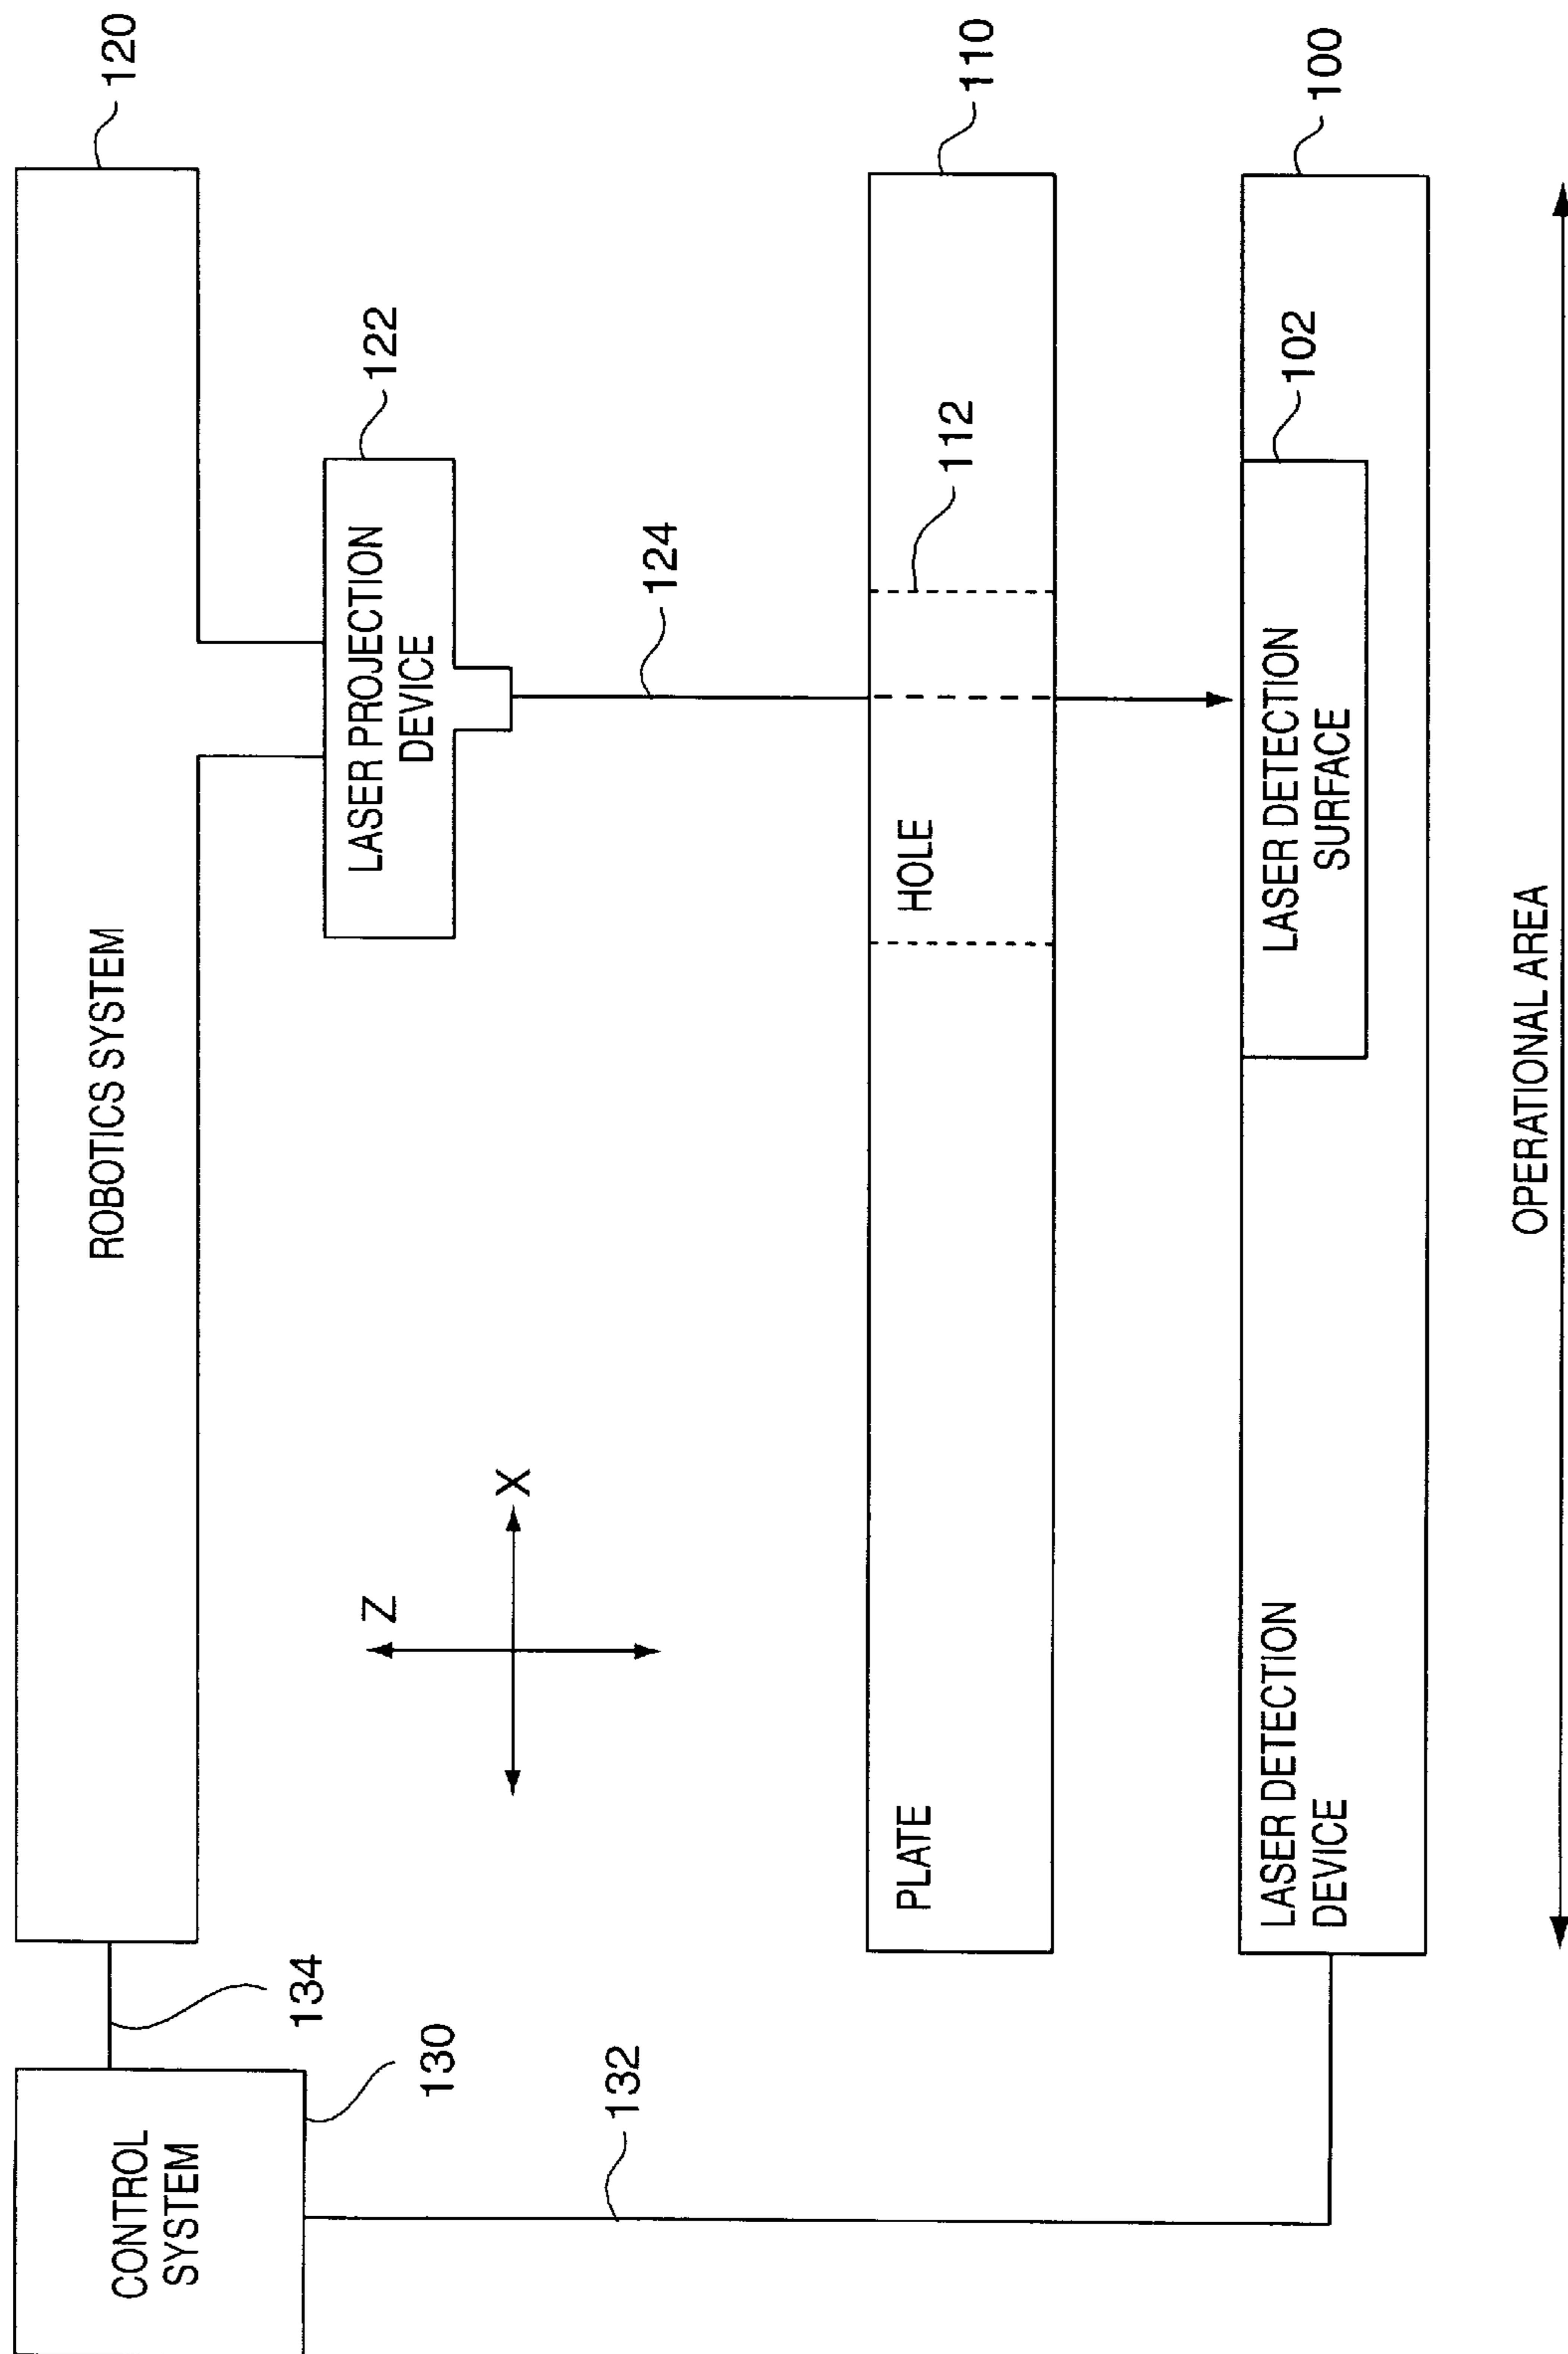 CONTROL
SYSTEM
134
130
132
ROBOTICS SYSTEM
120
LASER PROJECTION
DEVICE
122
124
Z
X
PLATE
HOLE
112
110
LASER DETECTION
DEVICE
LASER DETECTION
SURFACE
102
100
OPERATIONAL AREA